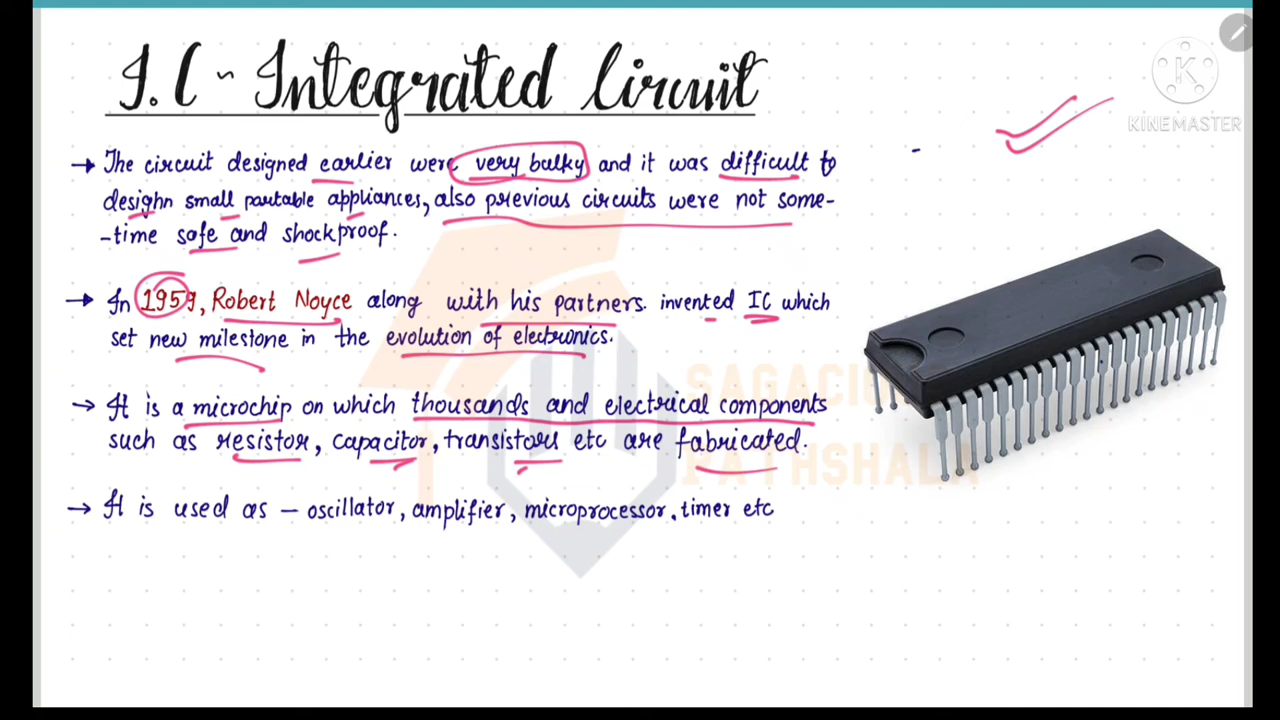 I.C - Integrated Circuit
K
KINEMASTER
→ The circuit designed earlier were very bulky and it was difficult to
desighn small portable appliances, also previous circuits were not some-
-time safe and shockproof.
→ In 1959, Robert Noyce along with his partners. invented IC which
set new milestone in the evolution of electronics.
→ It is a microchip on which thousands and electrical components
such as resistor, capacitor, transistors etc are fabricated.
→ It is used as - oscillator, amplifier, microprocessor, timer etc
PATHSHALA